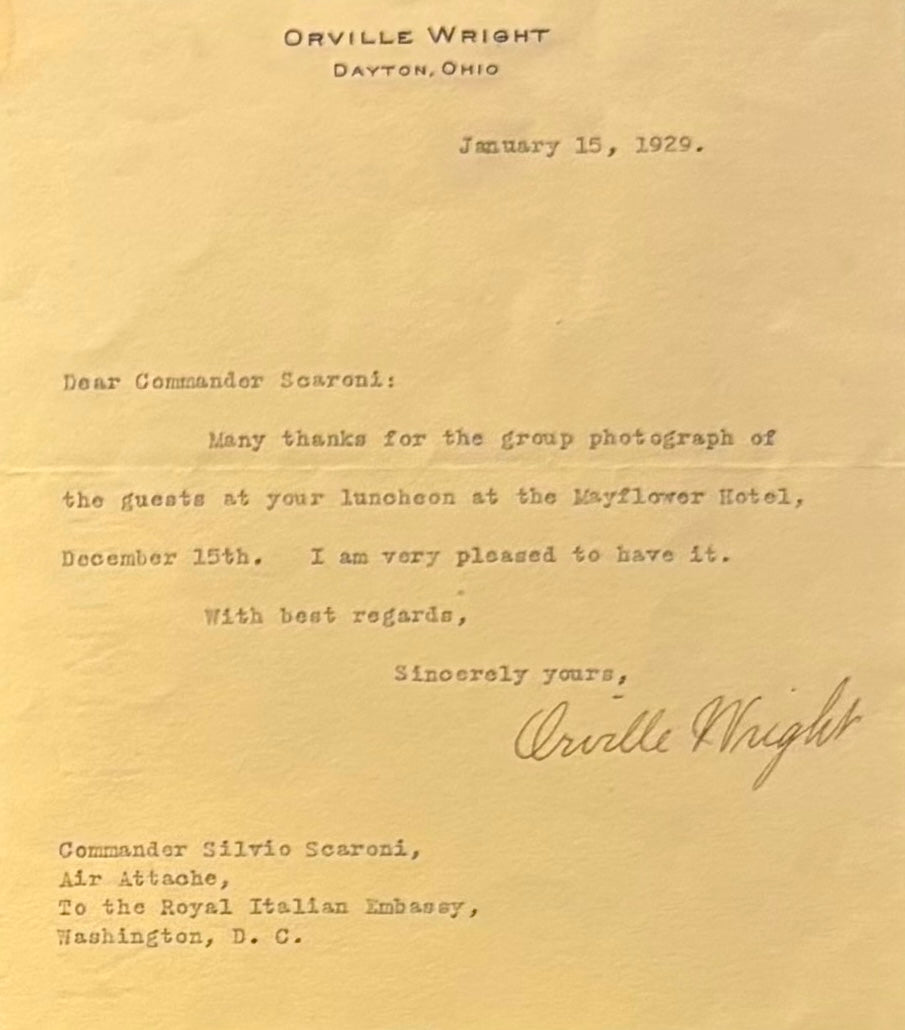 ORVILLE WRIGHT
DAYTON, OHIO
January 15, 1929.
Dear Commander Scaroni:
Many thanks for the group photograph of
the guests at your luncheon at the Mayflower Hotel,
December 15th. I am very pleased to have it.
With best regards,
Sincerely yours,
Orville Wright
Commander Silvio Scaroni,
Air Attache,
To the Royal Italian Embassy,
Washington, D. C.